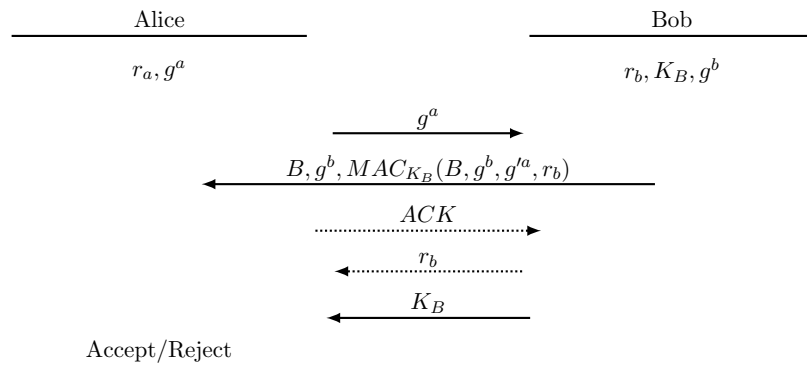 Alice Bob
r_a, g^a r_b, K_B, g^b
g^a
B, g^b, MAC_{K_B}(B, g^b, g'^a, r_b)
ACK
r_b
K_B
Accept/Reject